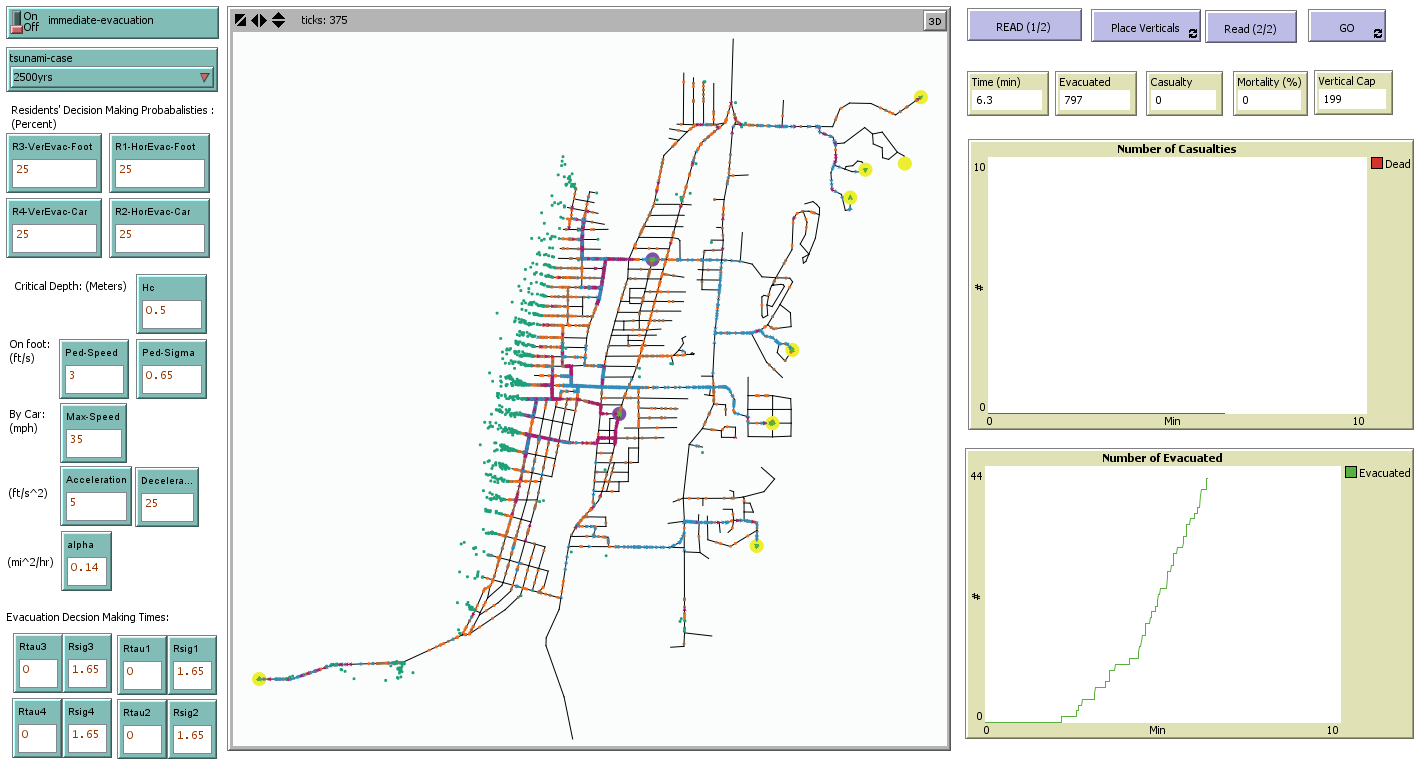 On
Off
immediate-evacuation
tsunami-case
2500yrs
Residents' Decision Making Probabalisties :
(Percent)
R3-VerEvac-Foot
25
R1-HorEvac-Foot
25
R4-VerEvac-Car
25
R2-HorEvac-Car
25
Critical Depth: (Meters)
Hc
0.5
On foot:
(ft/s)
Ped-Speed
3
Ped-Sigma
0.65
By Car:
(mph)
Max-Speed
35
(ft/s^2)
Acceleration
5
Decelera...
25
(mi^2/hr)
alpha
0.14
Evacuation Decsion Making Times:
Rtau3
0
Rsig3
1.65
Rtau1
0
Rsig1
1.65
Rtau4
0
Rsig4
1.65
Rtau2
0
Rsig2
1.65
ticks: 375
3D
READ (1/2)
Place Verticals
Read (2/2)
GO
Time (min)
6.3
Evacuated
797
Casualty
0
Mortality (%)
0
Vertical Cap
199
Number of Casualties
10
#
0
0
Min
10
Dead
Number of Evacuated
44
#
0
0
Min
10
Evacuated